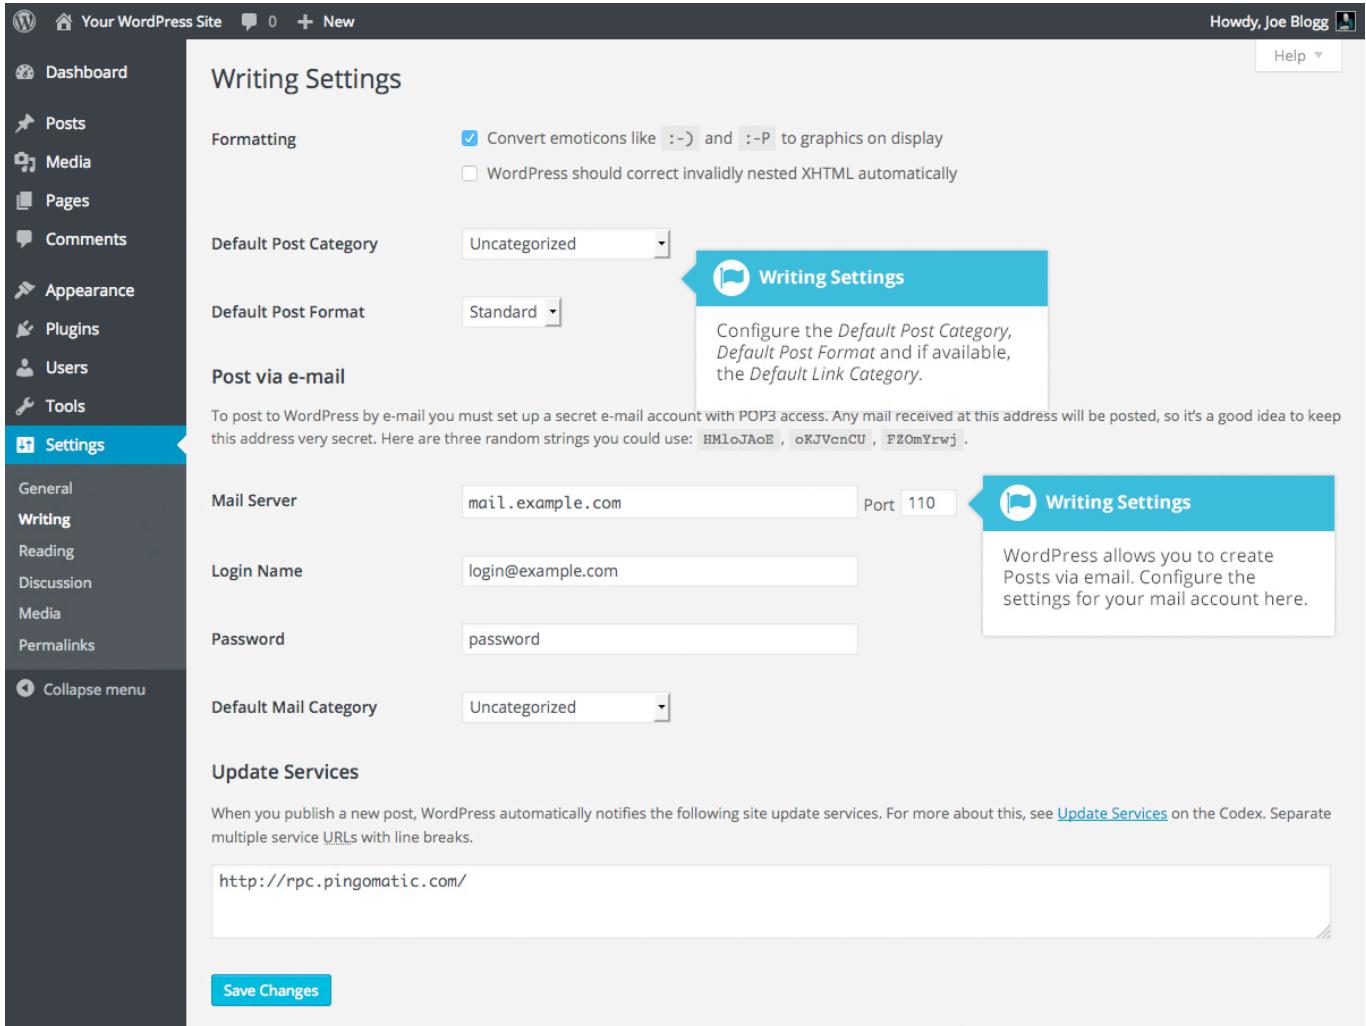 Your WordPress Site 0 + New Howdy, Joe Blogg
Help
Dashboard
Posts
Media
Pages
Comments
Appearance
Plugins
Users
Tools
Settings
General
Writing
Reading
Discussion
Media
Permalinks
Collapse menu
Writing Settings
Formatting
Convert emoticons like :-) and :-P to graphics on display
WordPress should correct invalidly nested XHTML automatically
Default Post Category Uncategorized
Default Post Format Standard
Writing Settings
Configure the Default Post Category,
Default Post Format and if available,
the Default Link Category.
Post via e-mail
To post to WordPress by e-mail you must set up a secret e-mail account with POP3 access. Any mail received at this address will be posted, so it's a good idea to keep
this address very secret. Here are three random strings you could use: HMloJAoE , oKJVcnCU , FZOmYrwj .
Mail Server mail.example.com Port 110
Writing Settings
WordPress allows you to create
Posts via email. Configure the
settings for your mail account here.
Login Name login@example.com
Password password
Default Mail Category Uncategorized
Update Services
When you publish a new post, WordPress automatically notifies the following site update services. For more about this, see Update Services on the Codex. Separate
multiple service URLs with line breaks.
http://rpc.pingomatic.com/
Save Changes